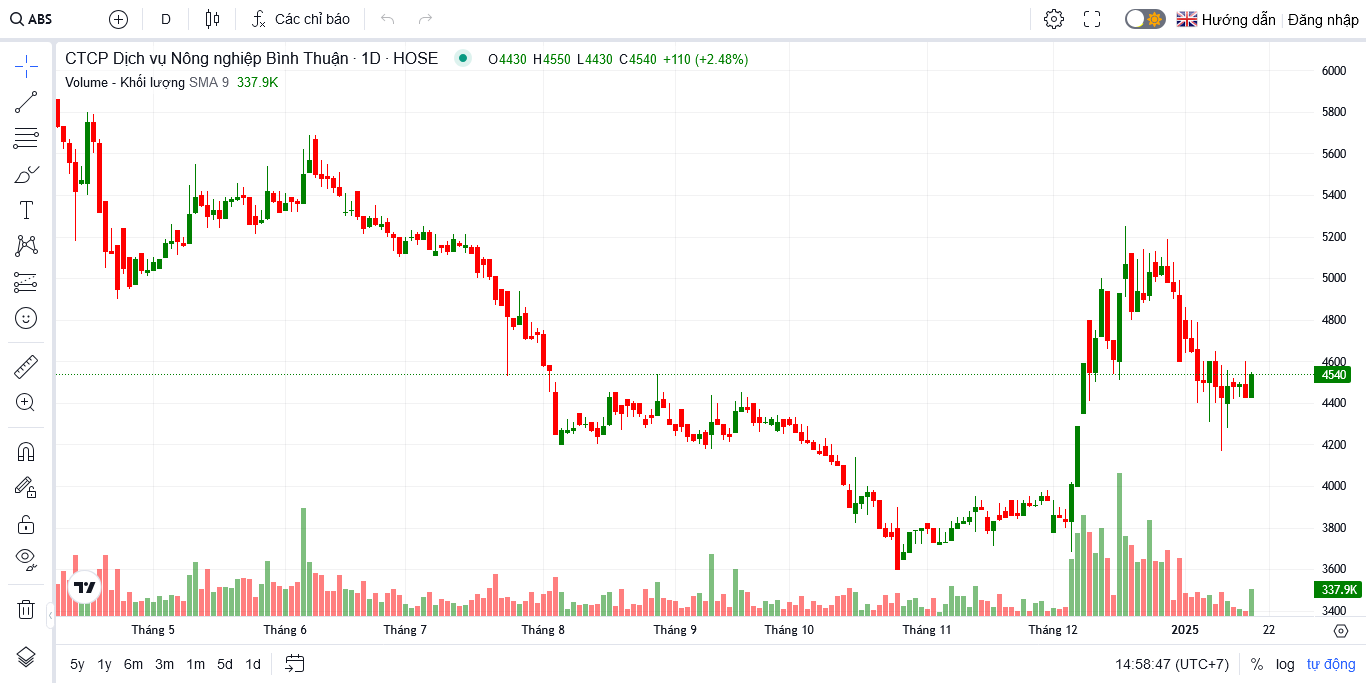 ABS D Các chỉ báo Hướng dẫn Đăng nhập
CTCP Dịch vụ Nông nghiệp Bình Thuận · 1D · HOSE O4430 H4550 L4430 C4540 +110 (+2.48%)
Volume - Khối lượng SMA 9 337.9K
6000
5800
5600
5400
5200
5000
4800
4600
4540
4400
4200
4000
3800
3600
337.9K
3400
Tháng 5 Tháng 6 Tháng 7 Tháng 8 Tháng 9 Tháng 10 Tháng 11 Tháng 12 2025 22
5y 1y 6m 3m 1m 5d 1d 14:58:47 (UTC+7) % log tự động